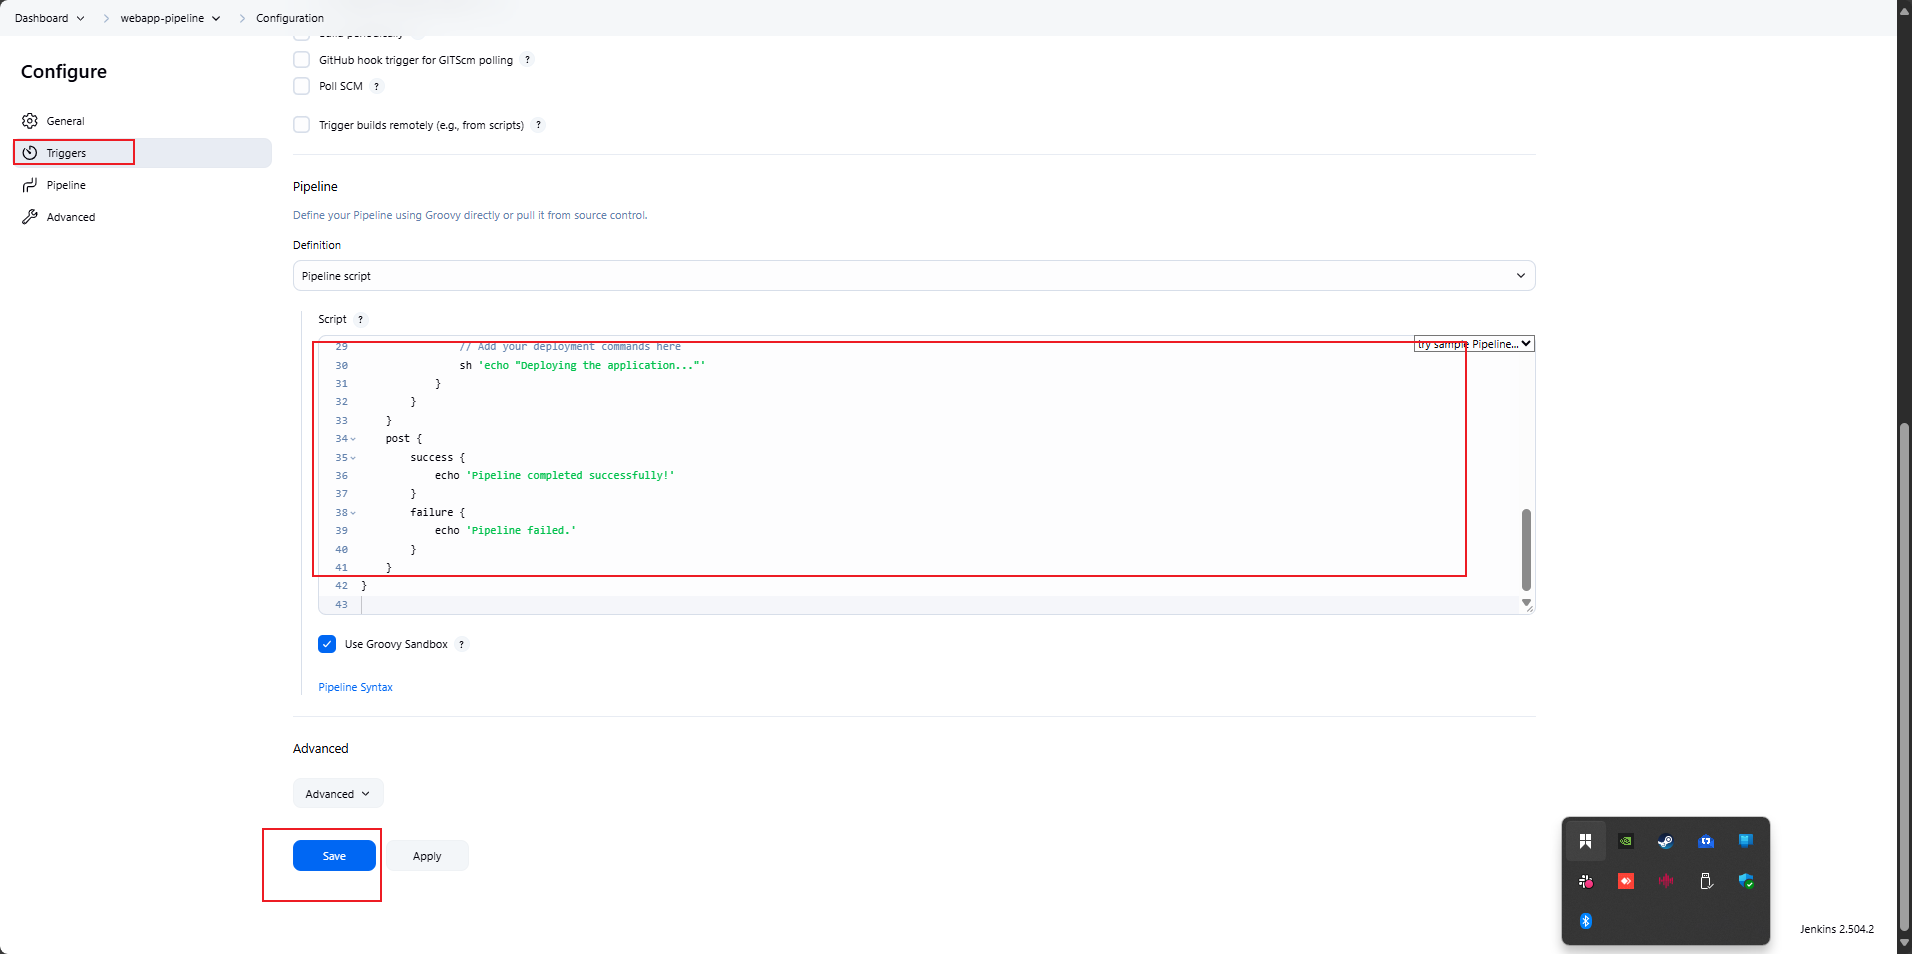 Dashboard
webapp-pipeline
Configuration
Configure
General
Triggers
Pipeline
Advanced
Build periodically
GitHub hook trigger for GITScm polling ?
Poll SCM ?
Trigger builds remotely (e.g., from scripts) ?
Pipeline
Define your Pipeline using Groovy directly or pull it from source control.
Definition
Pipeline script
Script ?
try sample Pipeline...
29 // Add your deployment commands here
30 sh 'echo "Deploying the application..."'
31 }
32 }
33 }
34 post {
35 success {
36 echo 'Pipeline completed successfully!'
37 }
38 failure {
39 echo 'Pipeline failed.'
40 }
41 }
42 }
43
Use Groovy Sandbox ?
Pipeline Syntax
Advanced
Advanced
Save
Apply
Jenkins 2.504.2